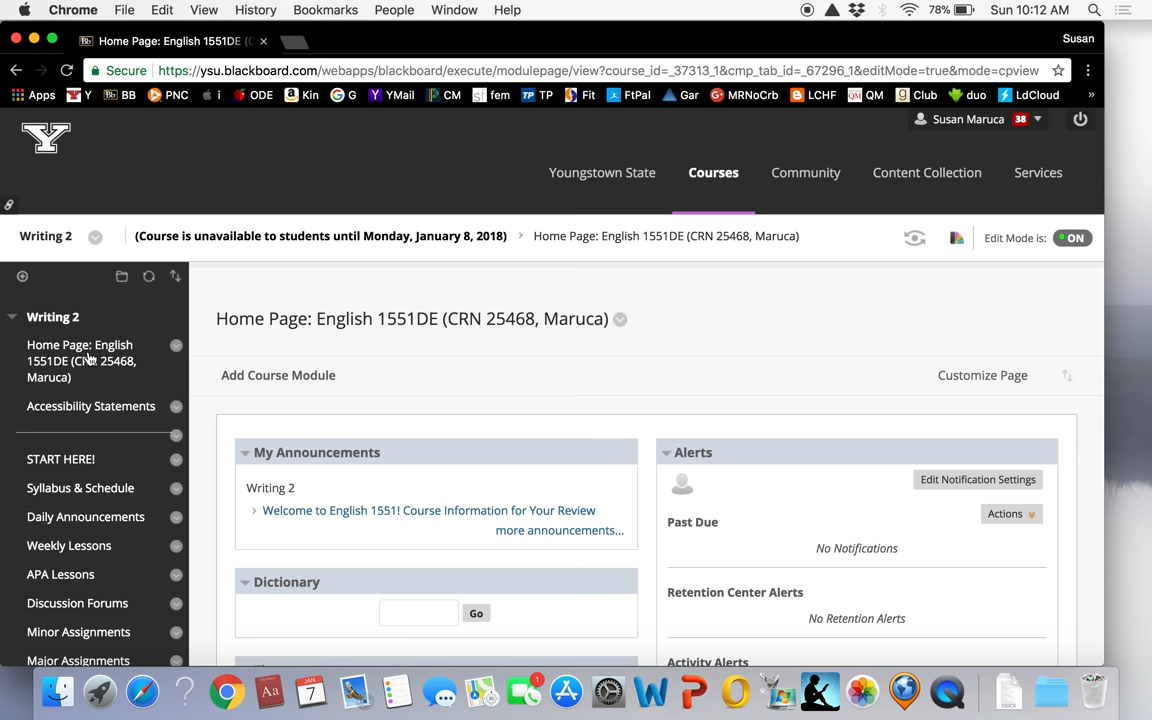 Chrome File Edit View History Bookmarks People Window Help 78% Sun 10:12 AM
Home Page: English 1551DE (C Susan
Secure https://ysu.blackboard.com/webapps/blackboard/execute/modulepage/view?course_id=_37313_1&cmp_tab_id=_67296_1&editMode=true&mode=cpview
Apps Y BB PNC i ODE Kin G YMail CM fem TP Fit FtPal Gar MRNoCrb LCHF QM Club duo LdCloud »
Susan Maruca 38
Y
Youngstown State Courses Community Content Collection Services
Writing 2 (Course is unavailable to students until Monday, January 8, 2018) Home Page: English 1551DE (CRN 25468, Maruca) Edit Mode is: ON
Writing 2
Home Page: English
1551DE (CRN 25468,
Maruca)
Accessibility Statements
START HERE!
Syllabus & Schedule
Daily Announcements
Weekly Lessons
APA Lessons
Discussion Forums
Minor Assignments
Major Assignments
Home Page: English 1551DE (CRN 25468, Maruca)
Add Course Module Customize Page
My Announcements
Writing 2
Welcome to English 1551! Course Information for Your Review
more announcements...
Dictionary
Go
Alerts
Edit Notification Settings
Actions
Past Due
No Notifications
Retention Center Alerts
No Retention Alerts
Activity Alerts
JAN
7
1
DOCX